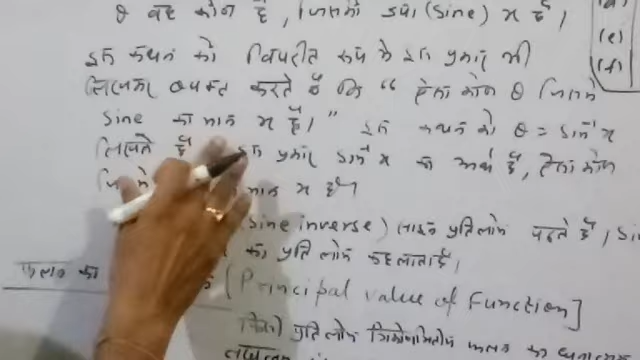 θ वह कोण है, जिसकी ज्या (sine) x है।
इस कथन को विपरीत रूप में इस प्रकार भी
लिखकर व्यक्त करते हैं कि “ ऐसा कोण θ जिसके
sine का मान x है।” इस कथन को θ = sin⁻¹x
लिखते हैं इस प्रकार sin⁻¹x का अर्थ है, ऐसा कोण
मान x है।
(sine inverse) साइन प्रतिलोम पढ़ते हैं, sin
का प्रतिलोम कहलाता है।
फलन का [Principal value of Function]
किसी प्रतिलोम त्रिकोणमितीय फलन का
(e)
(f)